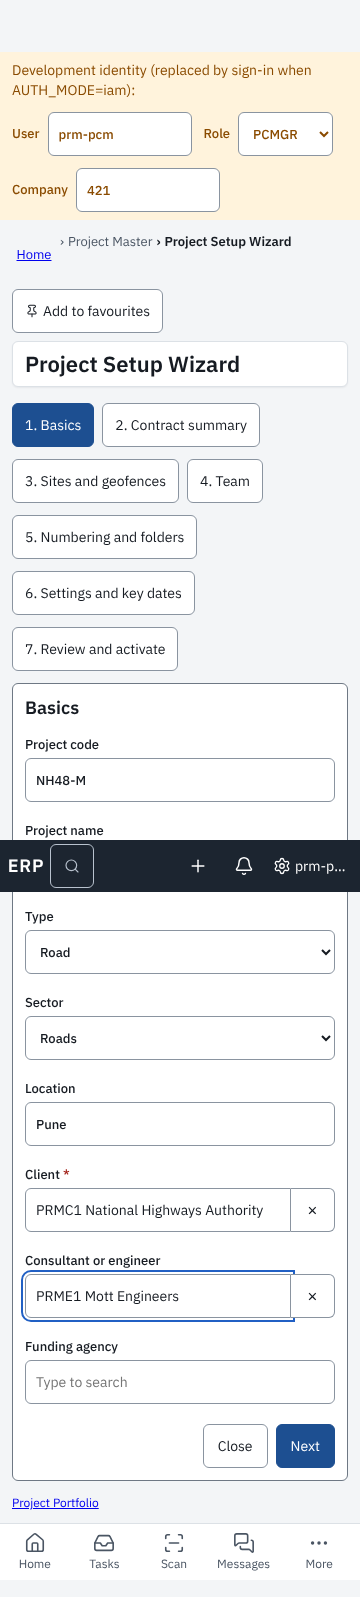 Development identity (replaced by sign-in when
AUTH_MODE=iam):
User prm-pcm Role PCMGR
Company 421
Home › Project Master › Project Setup Wizard
Add to favourites
Project Setup Wizard
1. Basics 2. Contract summary
3. Sites and geofences 4. Team
5. Numbering and folders
6. Settings and key dates
7. Review and activate
Basics
Project code
NH48-M
Project name
ERP prm-p...
Type
Road
Sector
Roads
Location
Pune
Client *
PRMC1 National Highways Authority ×
Consultant or engineer
PRME1 Mott Engineers ×
Funding agency
Type to search
Close Next
Project Portfolio
Home Tasks Scan Messages More